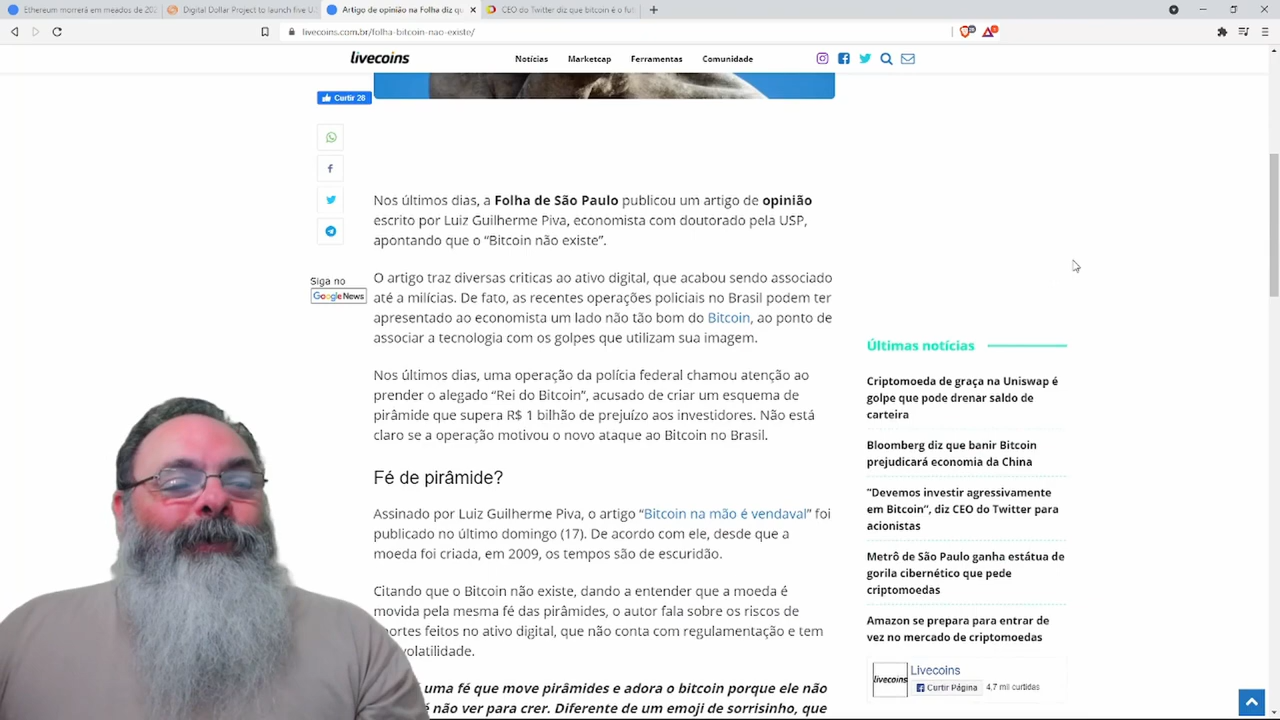 Ethereum morrerá em meados de 202
Digital Dollar Project to launch five U.S
Artigo de opinião na Folha diz qu
CEO do Twitter diz que bitcoin é o fu
livecoins.com.br/folha-bitcoin-nao-existe/
livecoins
Notícias
Marketcap
Ferramentas
Comunidade
Curtir 26
Nos últimos dias, a Folha de São Paulo publicou um artigo de opinião
escrito por Luiz Guilherme Piva, economista com doutorado pela USP,
apontando que o “Bitcoin não existe”.
Siga no
Google News
O artigo traz diversas criticas ao ativo digital, que acabou sendo associado
até a milícias. De fato, as recentes operações policiais no Brasil podem ter
apresentado ao economista um lado não tão bom do Bitcoin, ao ponto de
associar a tecnologia com os golpes que utilizam sua imagem.
Nos últimos dias, uma operação da polícia federal chamou atenção ao
prender o alegado “Rei do Bitcoin”, acusado de criar um esquema de
pirâmide que supera R$ 1 bilhão de prejuízo aos investidores. Não está
claro se a operação motivou o novo ataque ao Bitcoin no Brasil.
Fé de pirâmide?
Assinado por Luiz Guilherme Piva, o artigo “Bitcoin na mão é vendaval” foi
publicado no último domingo (17). De acordo com ele, desde que a
moeda foi criada, em 2009, os tempos são de escuridão.
Citando que o Bitcoin não existe, dando a entender que a moeda é
movida pela mesma fé das pirâmides, o autor fala sobre os riscos de
ortes feitos no ativo digital, que não conta com regulamentação e tem
volatilidade.
uma fé que move pirâmides e adora o bitcoin porque ele não
é não ver para crer. Diferente de um emoji de sorrisinho, que
Últimas notícias
Criptomoeda de graça na Uniswap é
golpe que pode drenar saldo de
carteira
Bloomberg diz que banir Bitcoin
prejudicará economia da China
“Devemos investir agressivamente
em Bitcoin”, diz CEO do Twitter para
acionistas
Metrô de São Paulo ganha estátua de
gorila cibernético que pede
criptomoedas
Amazon se prepara para entrar de
vez no mercado de criptomoedas
livecoins
Livecoins
Curtir Página
4,7 mil curtidas